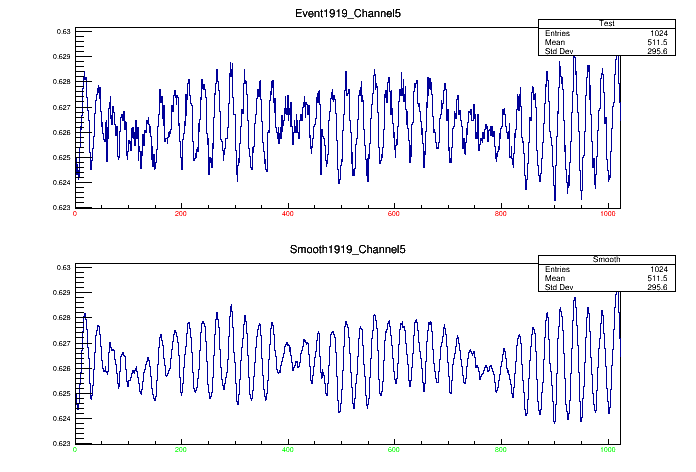 Event1919_Channel5
Test
Entries 1024
Mean 511.5
Std Dev 295.6
0.63
0.629
0.628
0.627
0.626
0.625
0.624
0.623
0 200 400 600 800 1000
Smooth1919_Channel5
Smooth
Entries 1024
Mean 511.5
Std Dev 295.6
0.63
0.629
0.628
0.627
0.626
0.625
0.624
0.623
0 200 400 600 800 1000